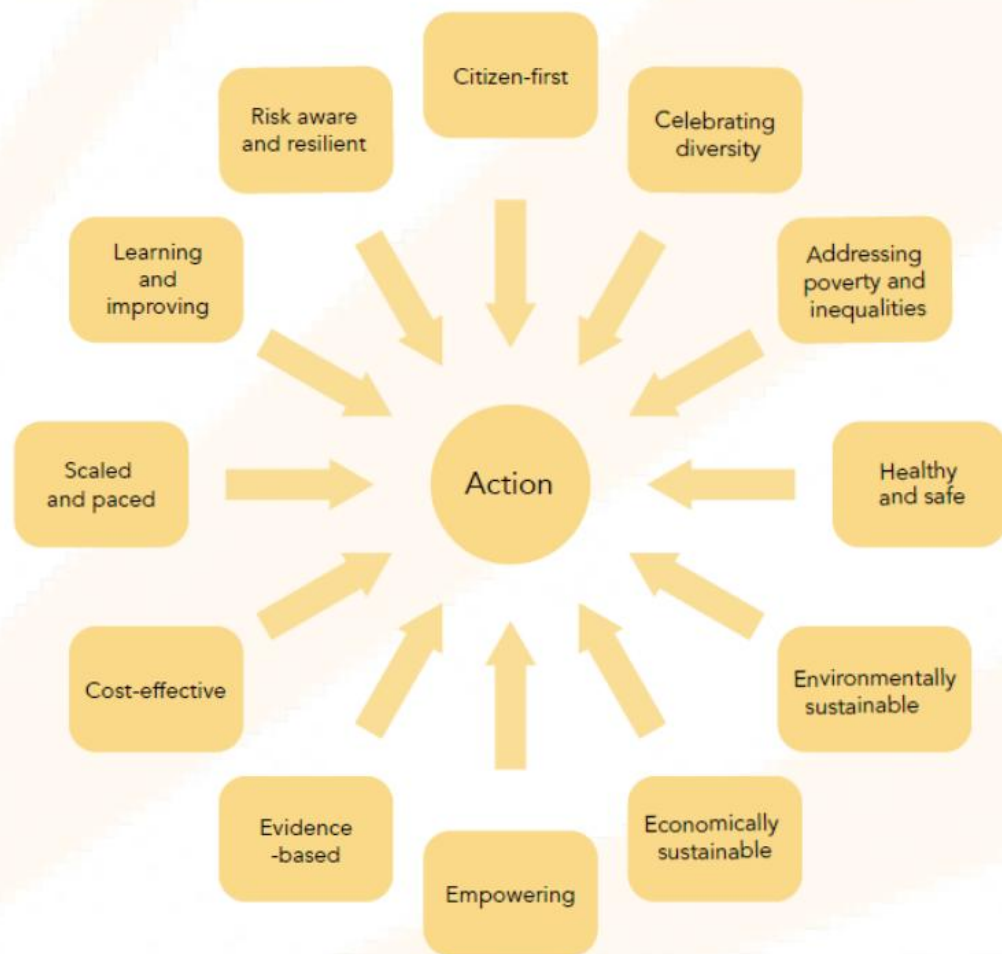 Citizen-first
Celebrating
diversity
Addressing
poverty and
inequalities
Healthy
and safe
Environmentally
sustainable
Economically
sustainable
Empowering
Evidence
-based
Cost-effective
Scaled
and paced
Learning
and
improving
Risk aware
and resilient
Action